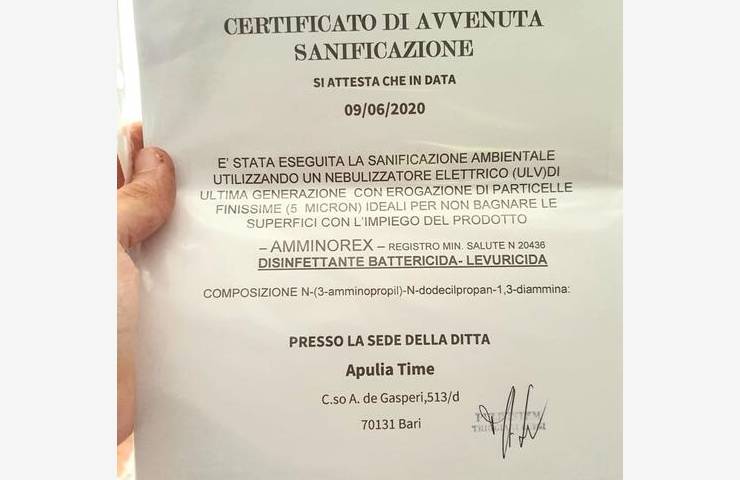 CERTIFICATO DI AVVENUTA
SANIFICAZIONE
SI ATTESTA CHE IN DATA
09/06/2020
E' STATA ESEGUITA LA SANIFICAZIONE AMBIENTALE
UTILIZZANDO UN NEBULIZZATORE ELETTRICO (ULV)DI
ULTIMA GENERAZIONE CON EROGAZIONE DI PARTICELLE
FINISSIME (5 MICRON) IDEALI PER NON BAGNARE LE
SUPERFICI CON L'IMPIEGO DEL PRODOTTO
– AMMINOREX – REGISTRO MIN. SALUTE N 20436
DISINFETTANTE BATTERICIDA- LEVURICIDA
COMPOSIZIONE N-(3-amminopropil)-N-dodecilpropan-1,3-diammina:
PRESSO LA SEDE DELLA DITTA
Apulia Time
C.so A. de Gasperi,513/d
70131 Bari